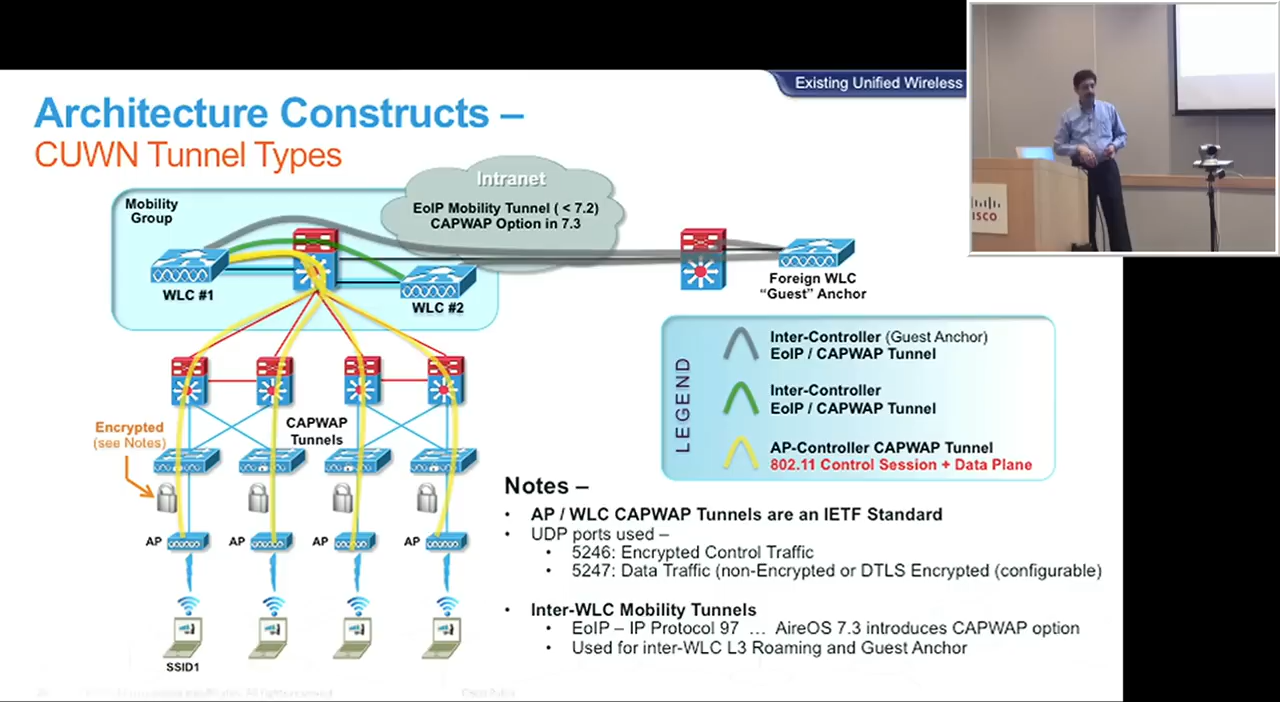 Existing Unified Wireless
Architecture Constructs –
CUWN Tunnel Types
Intranet
EoIP Mobility Tunnel ( < 7.2)
CAPWAP Option in 7.3
Mobility
Group
WLC #1
WLC #2
Foreign WLC
“Guest” Anchor
CISCO
LEGEND
Inter-Controller (Guest Anchor)
EoIP / CAPWAP Tunnel
Inter-Controller
EoIP / CAPWAP Tunnel
AP-Controller CAPWAP Tunnel
802.11 Control Session + Data Plane
Encrypted
(see Notes)
CAPWAP
Tunnels
AP
AP
AP
AP
SSID1
Notes –
• AP / WLC CAPWAP Tunnels are an IETF Standard
• UDP ports used –
• 5246: Encrypted Control Traffic
• 5247: Data Traffic (non-Encrypted or DTLS Encrypted (configurable)
• Inter-WLC Mobility Tunnels
• EoIP – IP Protocol 97 … AireOS 7.3 introduces CAPWAP option
• Used for inter-WLC L3 Roaming and Guest Anchor
Cisco Public